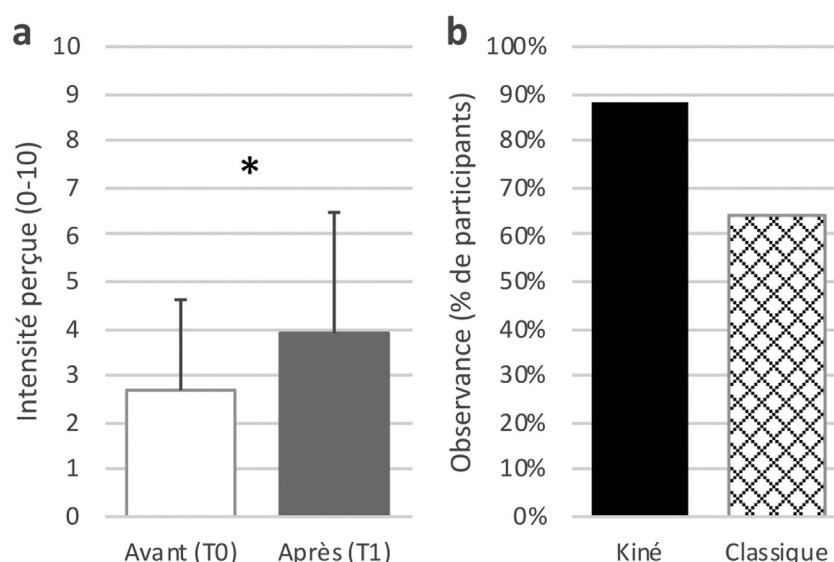 a
Intensité perçue (0-10)
10
9
8
7
6
5
4
3
2
1
0
*
Avant (T0)
Après (T1)
b
Observance (% de participants)
100%
90%
80%
70%
60%
50%
40%
30%
20%
10%
0%
Kiné
Classique